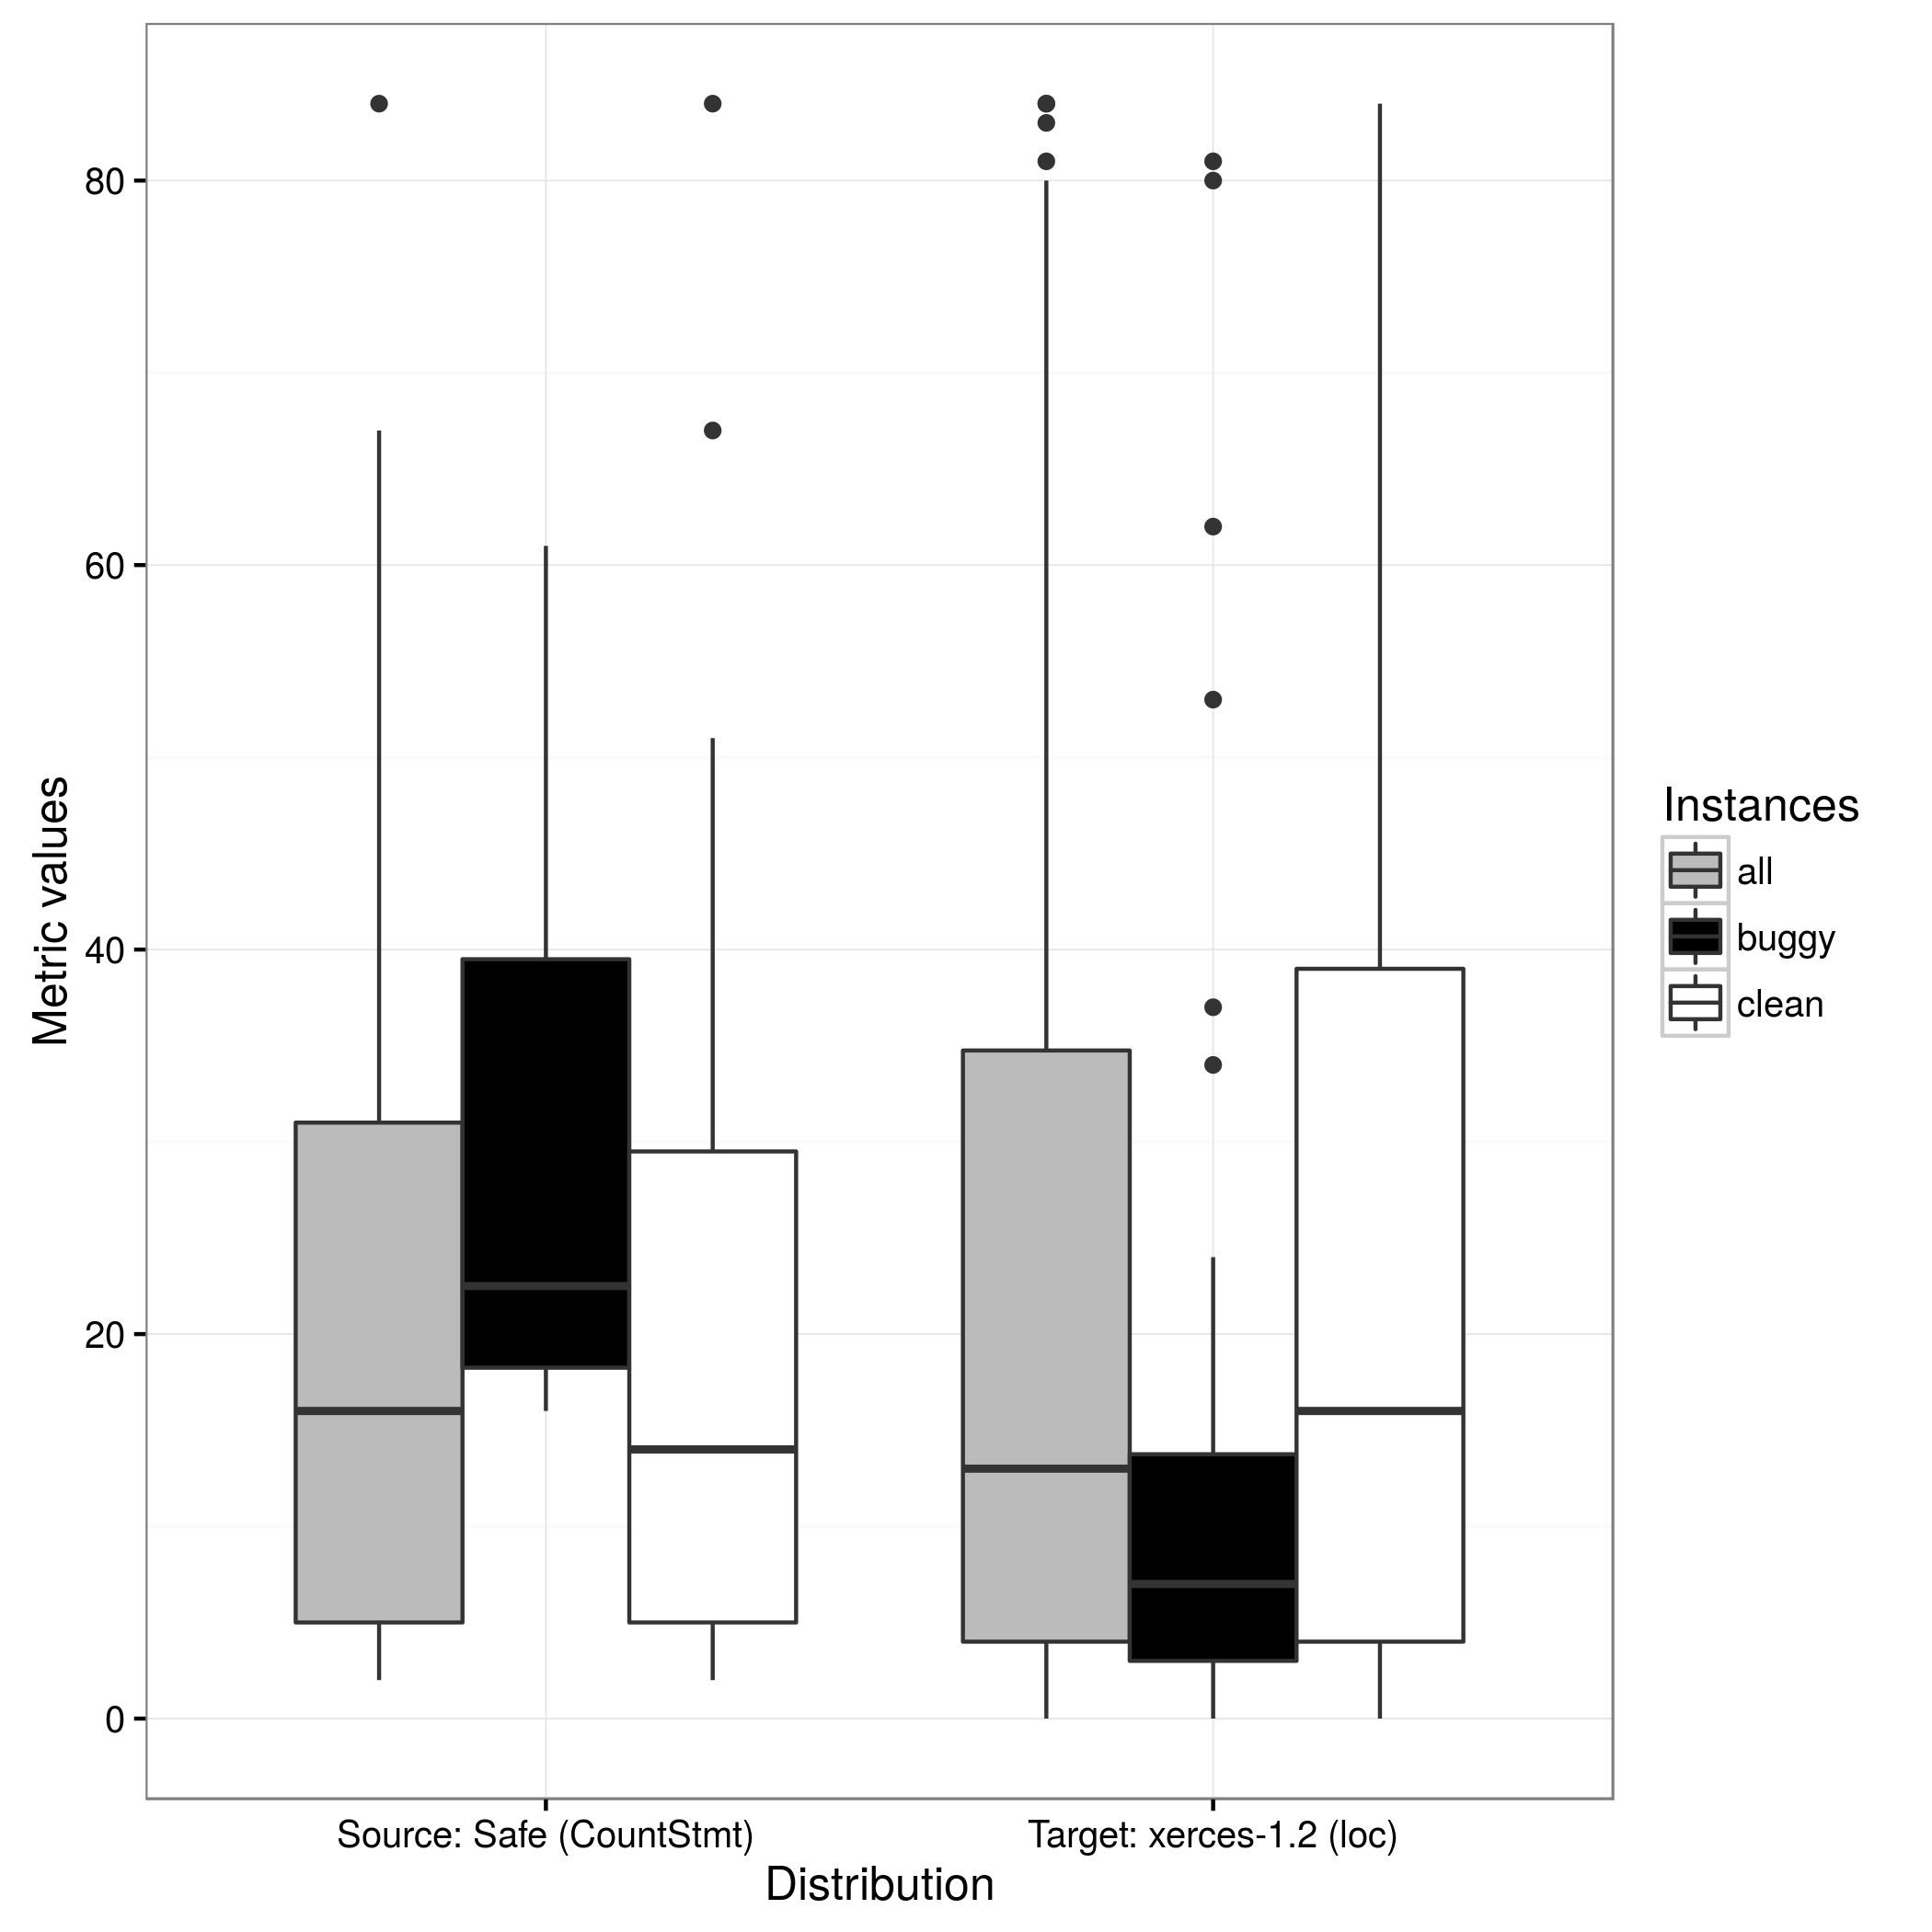 Metric values
80
60
40
20
0
Source: Safe (CountStmt)
Target: xerces-1.2 (loc)
Distribution
Instances
all
buggy
clean